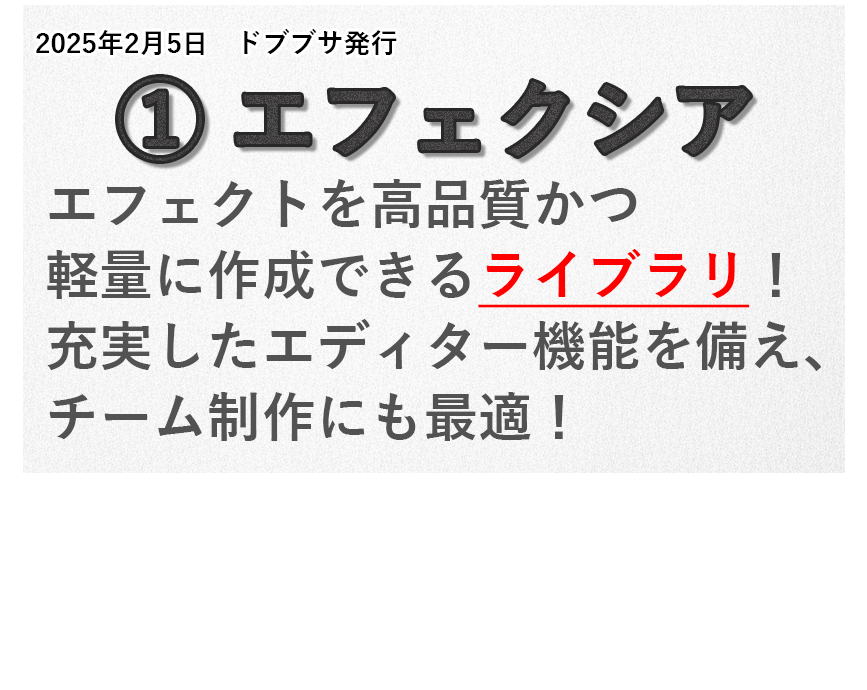 2025年2月5日　ドブブサ発行
① エフェクシア
エフェクトを高品質かつ
軽量に作成できるライブラリ！
充実したエディター機能を備え、
チーム制作にも最適！